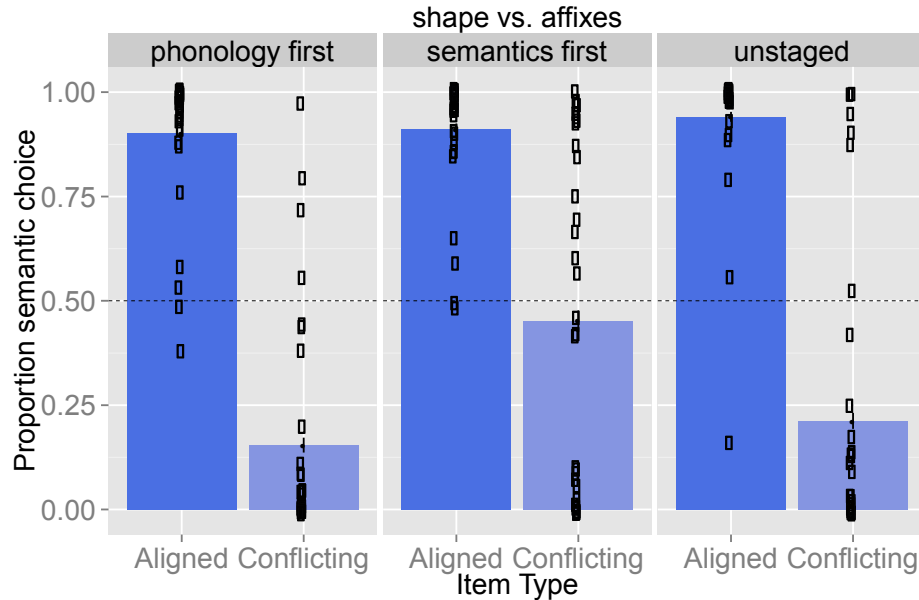 shape vs. affixes
phonology first semantics first unstaged
Proportion semantic choice
1.00
0.75
0.50
0.25
0.00
Aligned Conflicting Aligned Conflicting Aligned Conflicting
Item Type